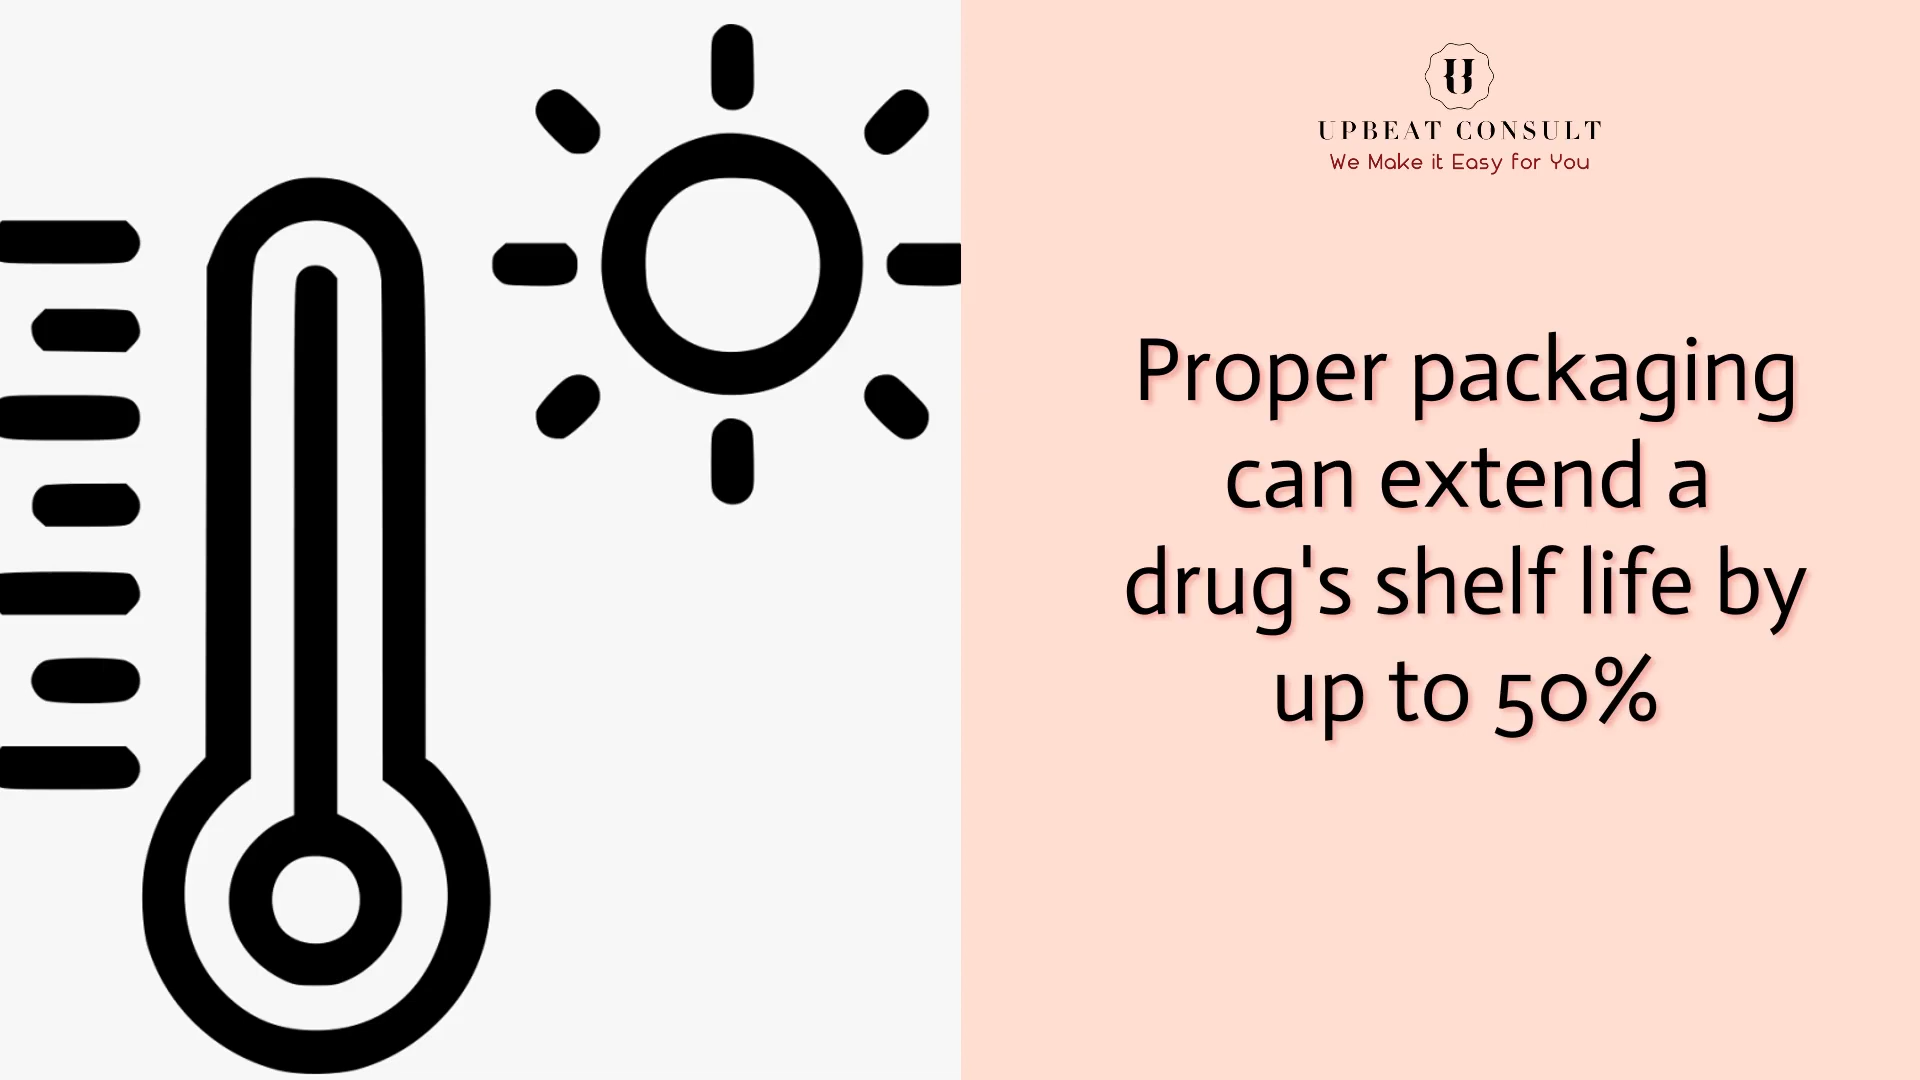 U
UPBEAT CONSULT
We Make it Easy for You
Proper packaging
can extend a
drug's shelf life by
up to 50%